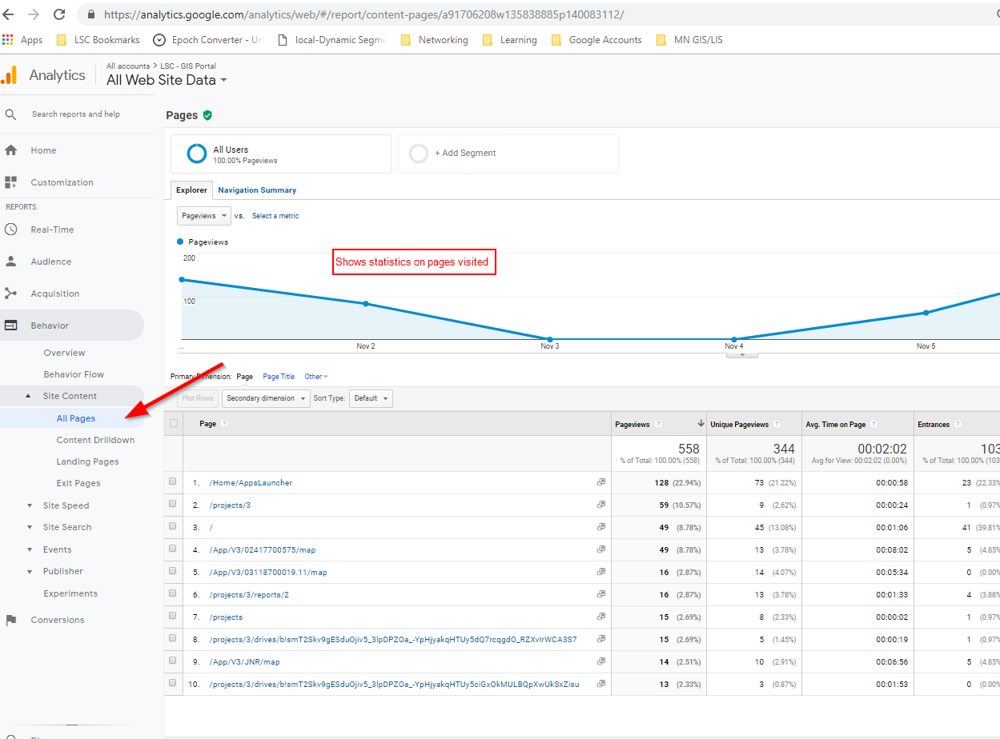 https://analytics.google.com/analytics/web/#/report/content-pages/a91706208w135838885p140083112/
Apps LSC Bookmarks Epoch Converter - Un local-Dynamic Segme Networking Learning Google Accounts MN GIS/LIS
Analytics
All accounts > LSC - GIS Portal
All Web Site Data
Search reports and help
Home
Customization
REPORTS
Real-Time
Audience
Acquisition
Behavior
Overview
Behavior Flow
Site Content
All Pages
Content Drilldown
Landing Pages
Exit Pages
Site Speed
Site Search
Events
Publisher
Experiments
Conversions
Pages
All Users
100.00% Pageviews
+ Add Segment
Explorer Navigation Summary
Pageviews vs. Select a metric
Pageviews
200
Shows statistics on pages visited
100
... Nov 2 Nov 3 Nov 4 Nov 5
Primary Dimension: Page Page Title Other
Plot Rows Secondary dimension Sort Type: Default
Page ? Pageviews ? Unique Pageviews ? Avg. Time on Page ? Entrances ?
558 344 00:02:02 103
% of Total: 100.00% (558) % of Total: 100.00% (344) Avg for View: 00:02:02 (0.00%) % of Total: 100.00% (103
1. /Home/AppsLauncher 128 (22.94%) 73 (21.22%) 00:00:58 23 (22.33%
2. /projects/3 59 (10.57%) 9 (2.62%) 00:00:24 1 (0.97%
3. / 49 (8.78%) 45 (13.08%) 00:01:06 41 (39.81%
4. /App/V3/02417700575/map 49 (8.78%) 13 (3.78%) 00:08:02 5 (4.85%
5. /App/V3/03118700019.11/map 16 (2.87%) 14 (4.07%) 00:05:34 0 (0.00%
6. /projects/3/reports/2 16 (2.87%) 13 (3.78%) 00:01:33 4 (3.88%
7. /projects 15 (2.69%) 8 (2.33%) 00:00:02 1 (0.97%
8. /projects/3/drives/b!smT2Skv9gESduOjiv5_3lpDPZOa_-YpHjyakqHTUy5dQ7rcqgdO_RZXvIrWCA3S7 15 (2.69%) 5 (1.45%) 00:00:19 1 (0.97%
9. /App/V3/JNR/map 14 (2.51%) 10 (2.91%) 00:06:56 5 (4.85%
10. /projects/3/drives/b!smT2Skv9gESduOjiv5_3lpDPZOa_-YpHjyakqHTUy5ciGxOkMULBQpXwUkSxZisu 13 (2.33%) 3 (0.87%) 00:01:53 0 (0.00%